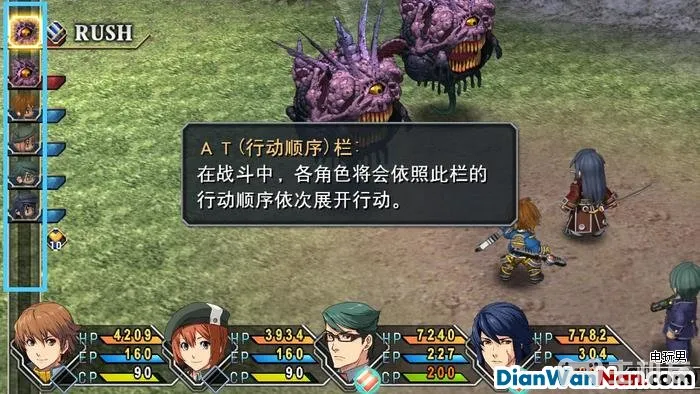 RUSH
A T(行动顺序)栏:
在战斗中，各角色将会依照此栏的
行动顺序依次展开行动。
10
HP 4209 HP 3934 HP 7240 HP 7782
EP 160 EP 160 EP 227 EP 304
CP 90 CP 90 CP 200
电玩男
DianWanNan.com